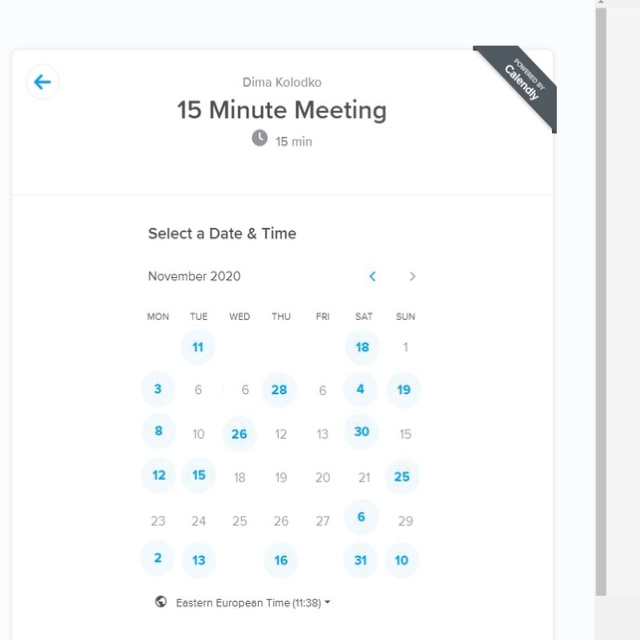 Dima Kolodko
15 Minute Meeting
15 min
POWERED BY
Calendly
Select a Date & Time
November 2020
MON TUE WED THU FRI SAT SUN
11 18 1
3 6 6 28 6 4 19
8 10 26 12 13 30 15
12 15 18 19 20 21 25
23 24 25 26 27 6 29
2 13 16 31 10
Eastern European Time (11:38)